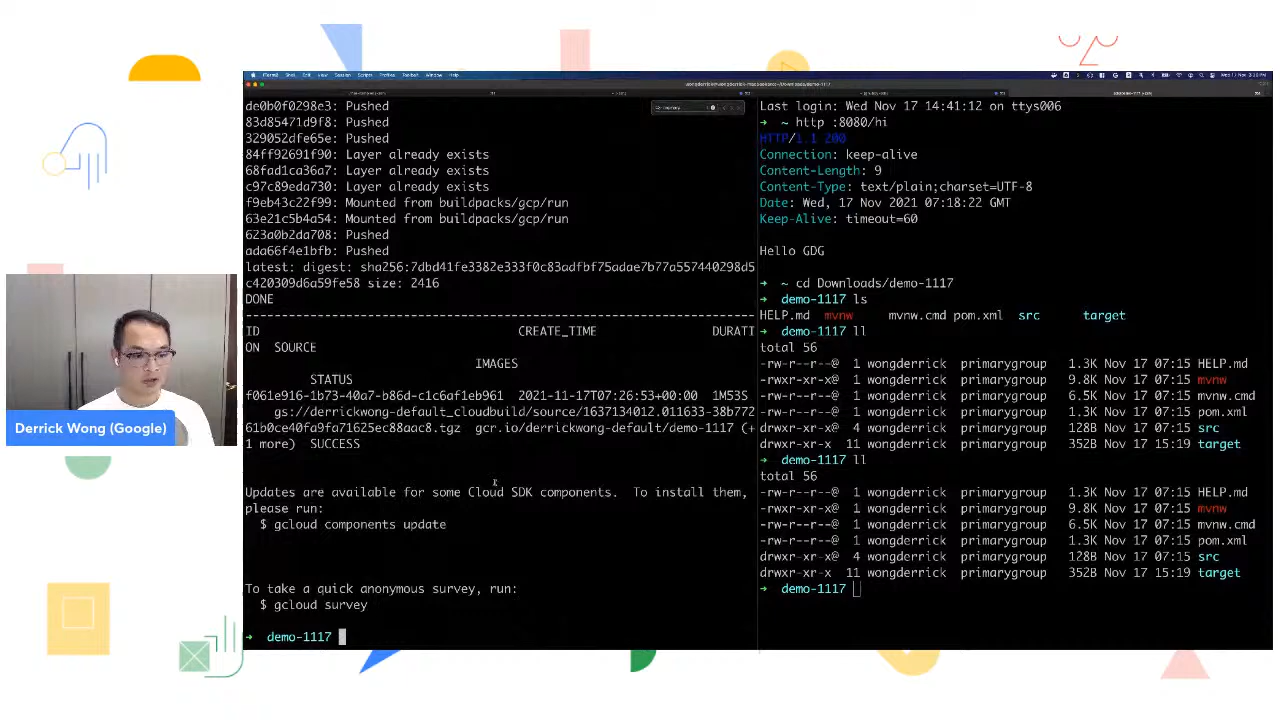 iTerm2 Shell Edit View Session Scripts Profiles Toolbelt Window Help
de0b0f0298e3: Pushed
83d85471d9f8: Pushed
329052dfe65e: Pushed
84ff92691f90: Layer already exists
68fad1ca36a7: Layer already exists
c97c89eda730: Layer already exists
f9eb43c22f99: Mounted from buildpacks/gcp/run
63e21c5b4a54: Mounted from buildpacks/gcp/run
623a0b2da708: Pushed
ada66f4e1bfb: Pushed
latest: digest: sha256:7dbd41fe3382e333f0c83adfbf75adae7b77a557440298d5
c420309d6a59fe58 size: 2416
DONE
--------------------------------------------------------------------------------
ID CREATE_TIME DURATI
ON SOURCE
IMAGES
STATUS
f061e916-1b73-40a7-b86d-c1c6af1eb961 2021-11-17T07:26:53+00:00 1M53S
gs://derrickwong-default_cloudbuild/source/1637134012.011633-38b772
61b0ce40fa9fa71625ec88aac8.tgz gcr.io/derrickwong-default/demo-1117 (+
1 more) SUCCESS
Updates are available for some Cloud SDK components. To install them,
please run:
$ gcloud components update
To take a quick anonymous survey, run:
$ gcloud survey
➜ demo-1117
Last login: Wed Nov 17 14:41:12 on ttys006
➜ ~ http :8080/hi
HTTP/1.1 200
Connection: keep-alive
Content-Length: 9
Content-Type: text/plain;charset=UTF-8
Date: Wed, 17 Nov 2021 07:18:22 GMT
Keep-Alive: timeout=60
Hello GDG
➜ ~ cd Downloads/demo-1117
➜ demo-1117 ls
HELP.md mvnw mvnw.cmd pom.xml src target
➜ demo-1117 ll
total 56
-rw-r--r--@ 1 wongderrick primarygroup 1.3K Nov 17 07:15 HELP.md
-rwxr-xr-x@ 1 wongderrick primarygroup 9.8K Nov 17 07:15 mvnw
-rw-r--r--@ 1 wongderrick primarygroup 6.5K Nov 17 07:15 mvnw.cmd
-rw-r--r--@ 1 wongderrick primarygroup 1.3K Nov 17 07:15 pom.xml
drwxr-xr-x@ 4 wongderrick primarygroup 128B Nov 17 07:15 src
drwxr-xr-x 11 wongderrick primarygroup 352B Nov 17 15:19 target
➜ demo-1117 ll
total 56
-rw-r--r--@ 1 wongderrick primarygroup 1.3K Nov 17 07:15 HELP.md
-rwxr-xr-x@ 1 wongderrick primarygroup 9.8K Nov 17 07:15 mvnw
-rw-r--r--@ 1 wongderrick primarygroup 6.5K Nov 17 07:15 mvnw.cmd
-rw-r--r--@ 1 wongderrick primarygroup 1.3K Nov 17 07:15 pom.xml
drwxr-xr-x@ 4 wongderrick primarygroup 128B Nov 17 07:15 src
drwxr-xr-x 11 wongderrick primarygroup 352B Nov 17 15:19 target
➜ demo-1117
Derrick Wong (Google)